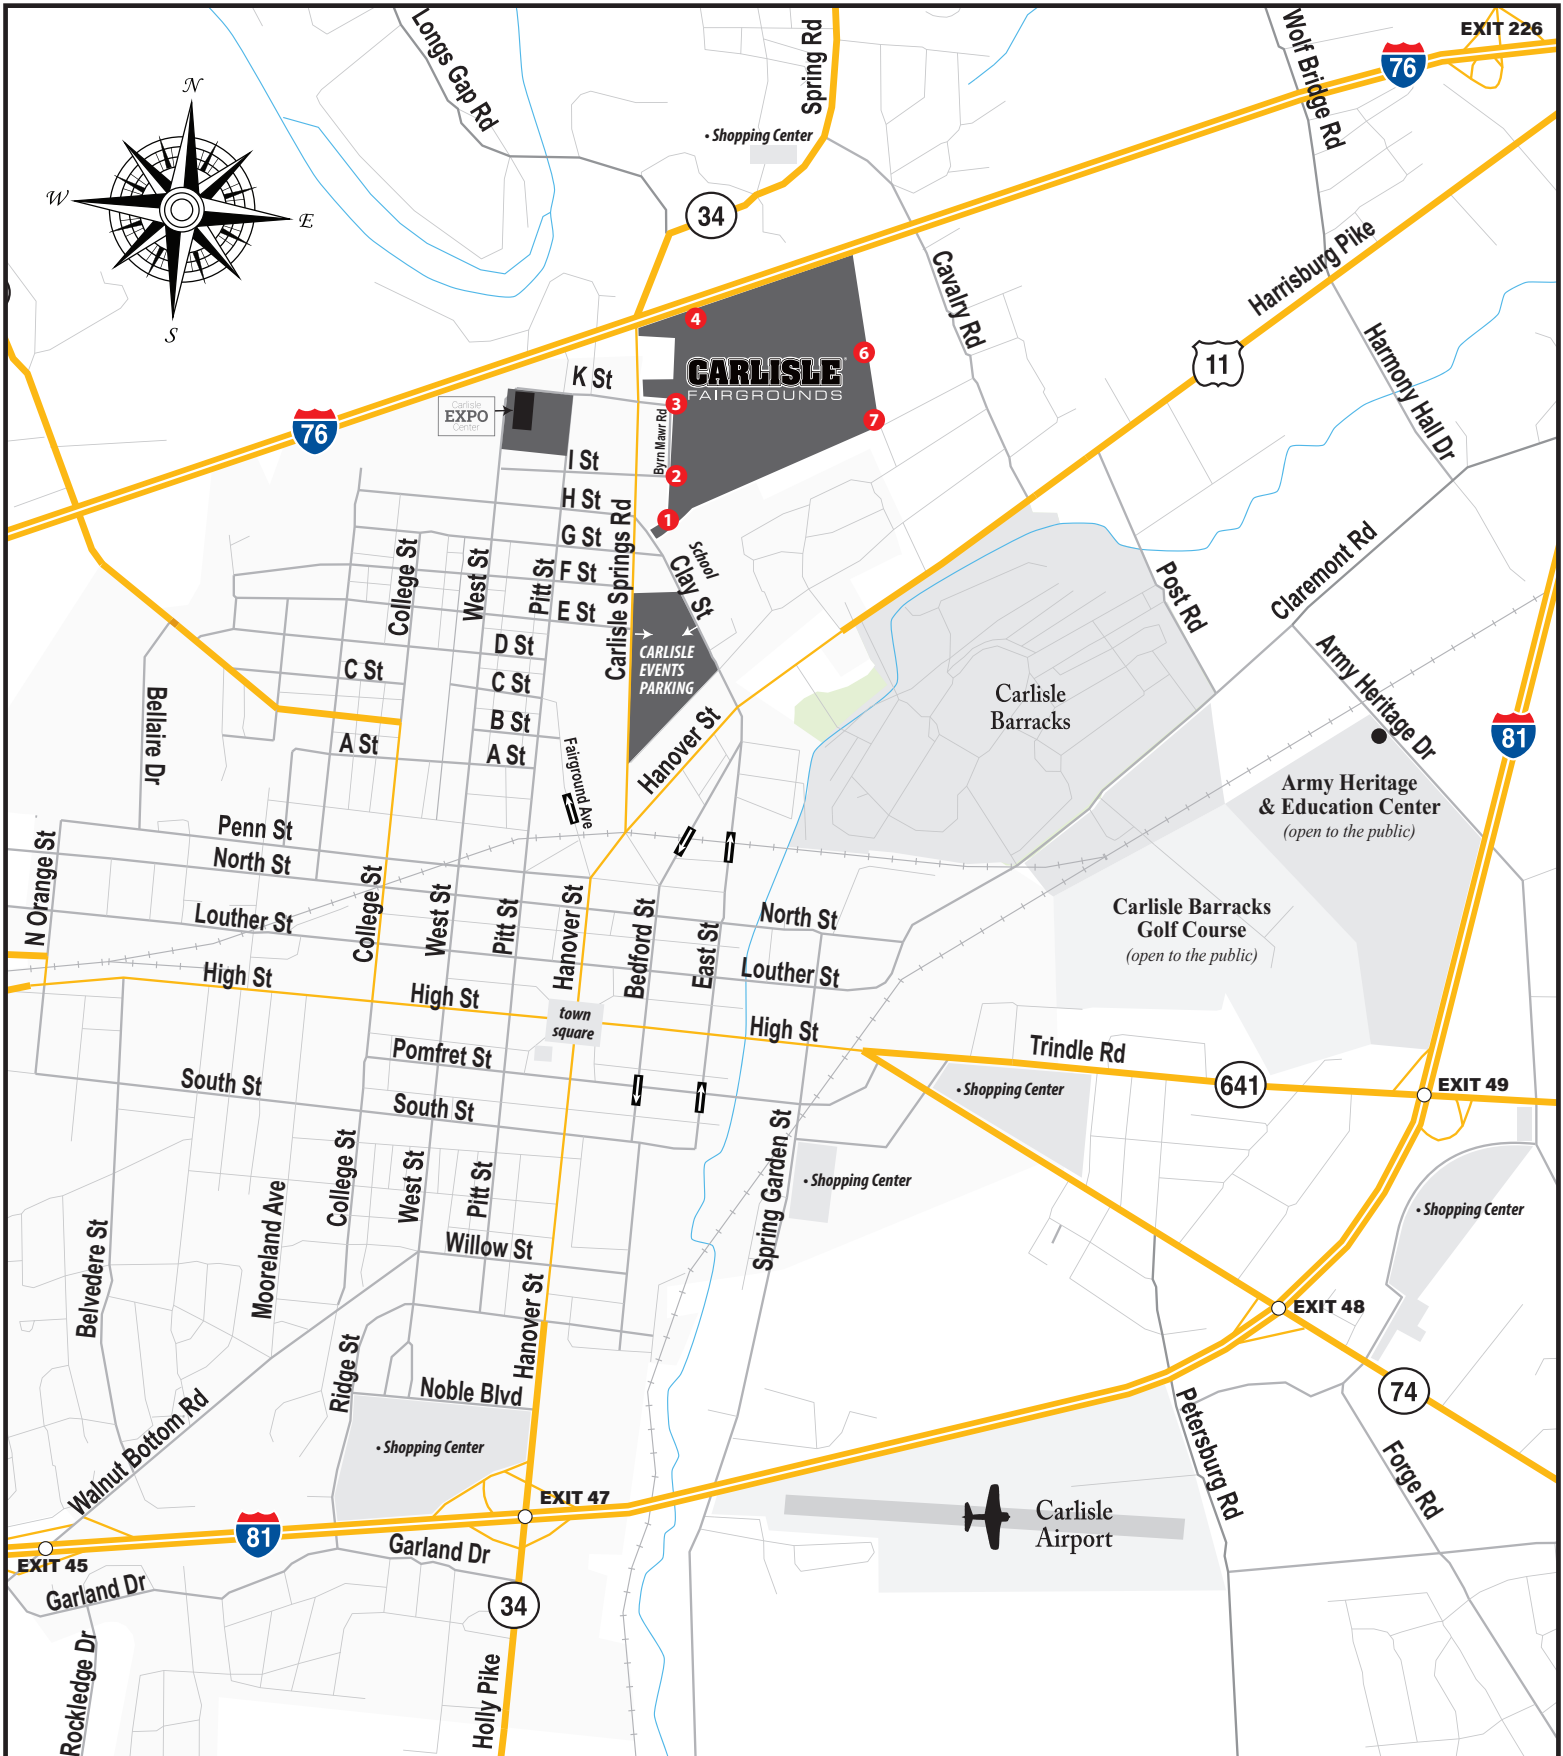 EXIT 226
76
Longs Gap Rd
Spring Rd
Wolf Bridge Rd
N
W
E
S
• Shopping Center
34
Harrisburg Pike
Cavalry Rd
11
Harmony Hall Dr
4
6
CARLISLE
FAIRGROUNDS
3
7
2
1
Byrn Mawr Rd
K St
Carlisle
EXPO
Center
76
I St
H St
G St
F St
E St
D St
C St
C St
B St
A St
A St
College St
West St
Pitt St
Carlisle Springs Rd
School
Clay St
CARLISLE
EVENTS
PARKING
Hanover St
Fairground Ave
Bellaire Dr
Post Rd
Claremont Rd
Army Heritage Dr
81
Carlisle
Barracks
Army Heritage
& Education Center
(open to the public)
Carlisle Barracks
Golf Course
(open to the public)
Penn St
North St
North St
N Orange St
Louther St
Louther St
College St
West St
Pitt St
Hanover St
Bedford St
East St
High St
High St
High St
town
square
Trindle Rd
641
EXIT 49
• Shopping Center
Pomfret St
South St
South St
Spring Garden St
• Shopping Center
• Shopping Center
College St
West St
Pitt St
Mooreland Ave
Belvedere St
Willow St
Hanover St
EXIT 48
74
Ridge St
Noble Blvd
• Shopping Center
Walnut Bottom Rd
Petersburg Rd
Forge Rd
EXIT 47
81
EXIT 45
Garland Dr
Garland Dr
Carlisle
Airport
34
Rockledge Dr
Holly Pike